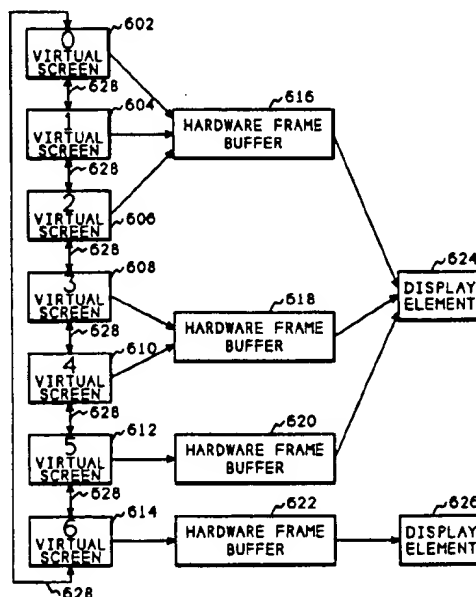 602
0
VIRTUAL
SCREEN
628
604
1
VIRTUAL
SCREEN
628
2
VIRTUAL
SCREEN
606
628
608
3
VIRTUAL
SCREEN
628
610
4
VIRTUAL
SCREEN
628
612
5
VIRTUAL
SCREEN
628
614
6
VIRTUAL
SCREEN
628
616
HARDWARE FRAME
BUFFER
618
HARDWARE FRAME
BUFFER
620
HARDWARE FRAME
BUFFER
622
HARDWARE FRAME
BUFFER
624
DISPLAY
ELEMENT
626
DISPLAY
ELEMENT